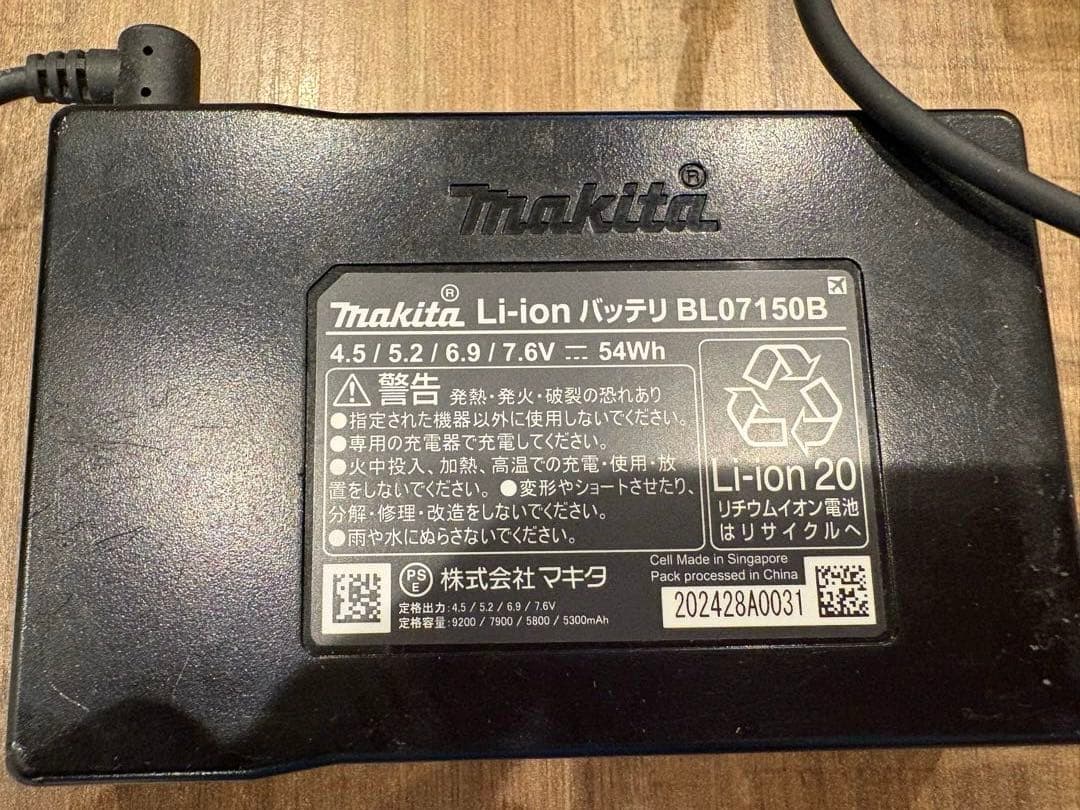 makita®
makita® Li-ion バッテリ BL07150B
4.5 / 5.2 / 6.9 / 7.6V ⎓ 54Wh
警告 発熱・発火・破裂の恐れあり
●指定された機器以外に使用しないでください。
●専用の充電器で充電してください。
●火中投入、加熱、高温での充電・使用・放
置をしないでください。 ●変形やショートさせたり、
分解・修理・改造をしないでください。
●雨や水にぬらさないでください。
Li-ion 20
リチウムイオン電池
はリサイクルへ
PSE 株式会社 マキタ
定格出力:4.5 / 5.2 / 6.9 / 7.6V
定格容量:9200 / 7900 / 5800 / 5300mAh
Cell Made in Singapore
Pack processed in China
202428A0031